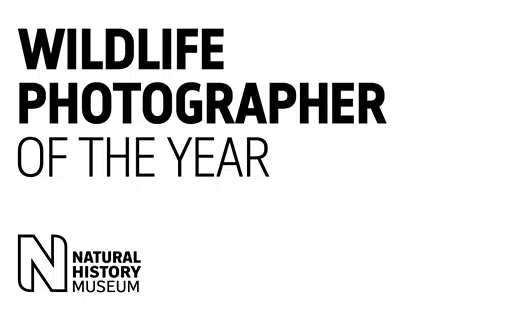 WILDLIFE
PHOTOGRAPHER
OF THE YEAR
N
NATURAL
HISTORY
MUSEUM